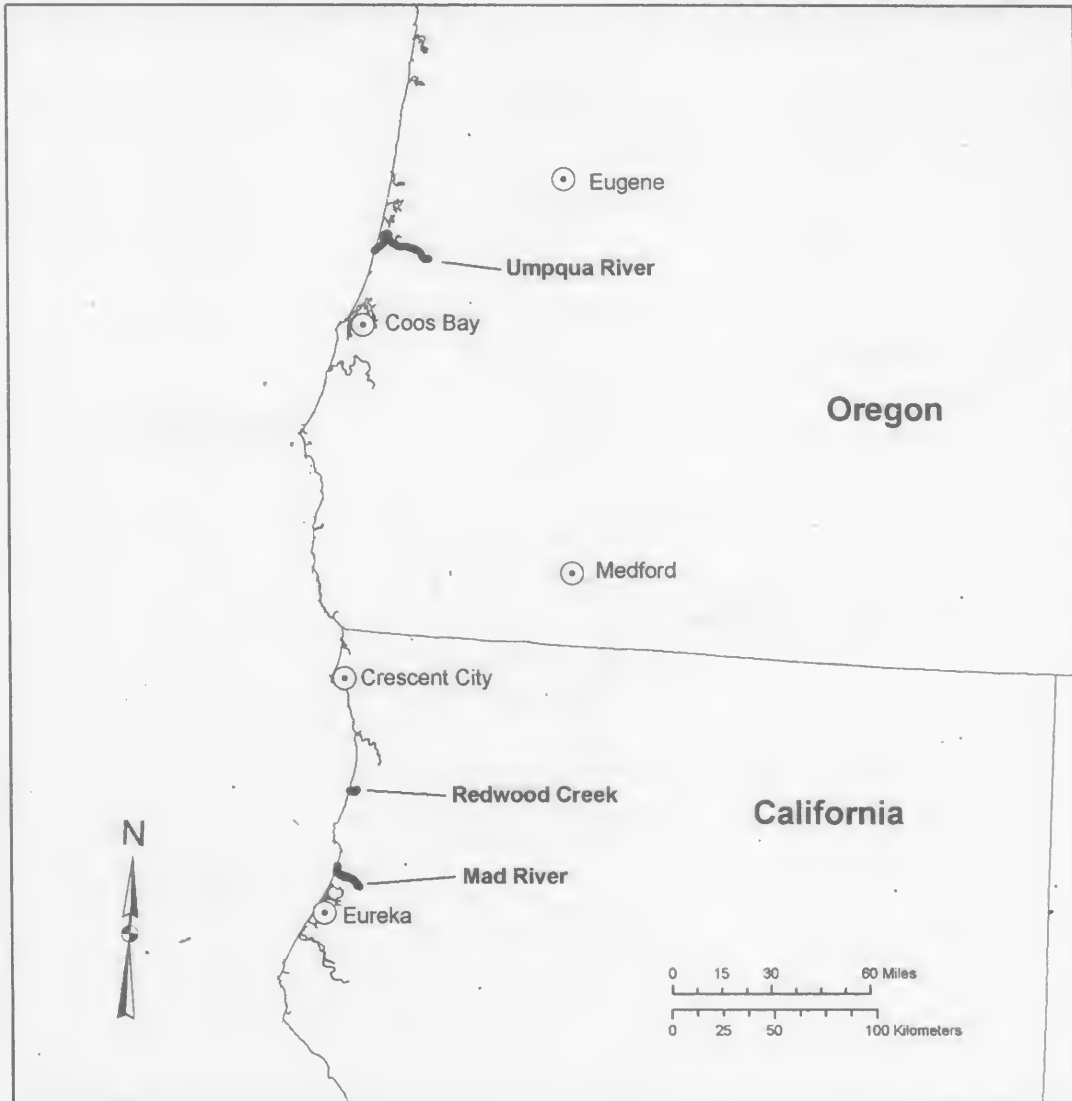 Eugene
Umpqua River
Coos Bay
Oregon
Medford
Crescent City
Redwood Creek
California
N
Mad River
Eureka
0 15 30 60 Miles
0 25 50 100 Kilometers